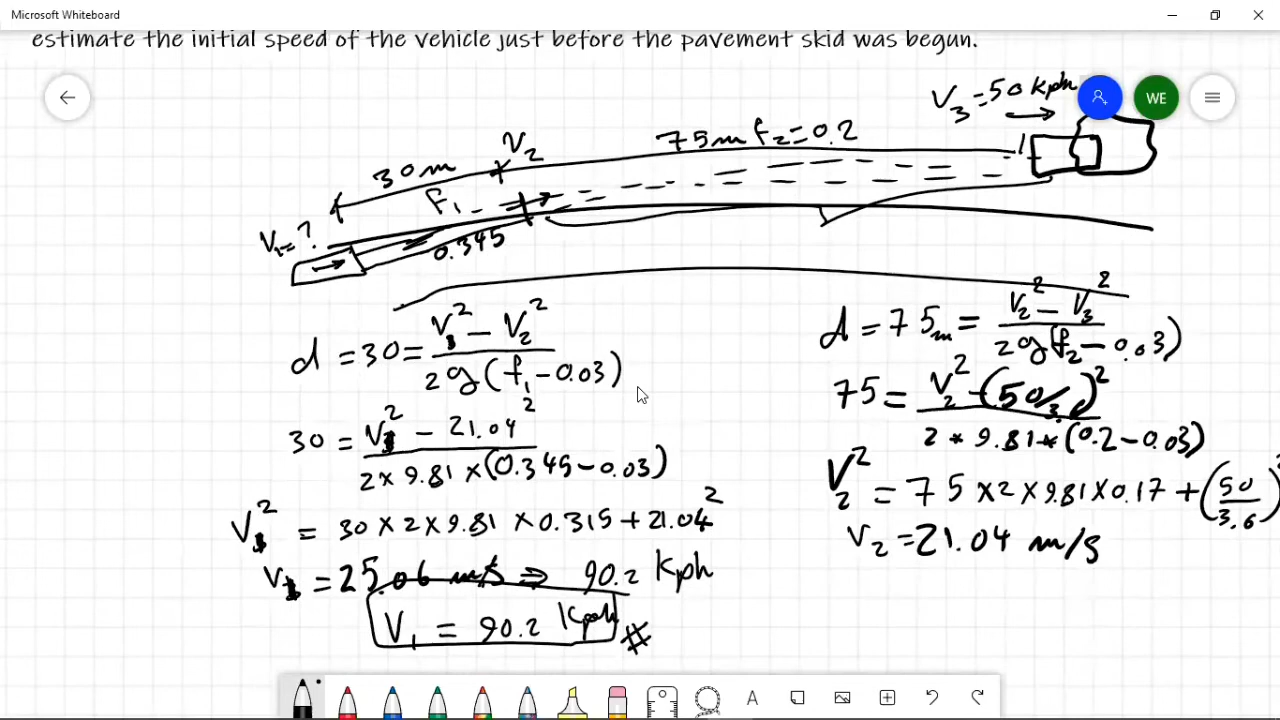 Microsoft Whiteboard
estimate the initial speed of the vehicle just before the pavement skid was begun.
WE
V3 = 50 kph
75m f2 = 0.2
V2
30m
f1
0.345
V1 = ?
d = 30 = (V1² - V2²) / (2g(f1 - 0.03))
30 = (V1² - 21.04²) / (2 × 9.81 × (0.345 - 0.03))
V1² = 30 × 2 × 9.81 × 0.315 + 21.04²
V1 = 25.06 m/s ⇒ 90.2 kph
V1 = 90.2 kph #
d = 75m = (V2² - V3²) / (2g(f2 - 0.03))
75 = (V2² - (50/3.6)²) / (2 * 9.81 * (0.2 - 0.03))
V2² = 75 × 2 × 9.81 × 0.17 + (50/3.6)²
V2 = 21.04 m/s
A